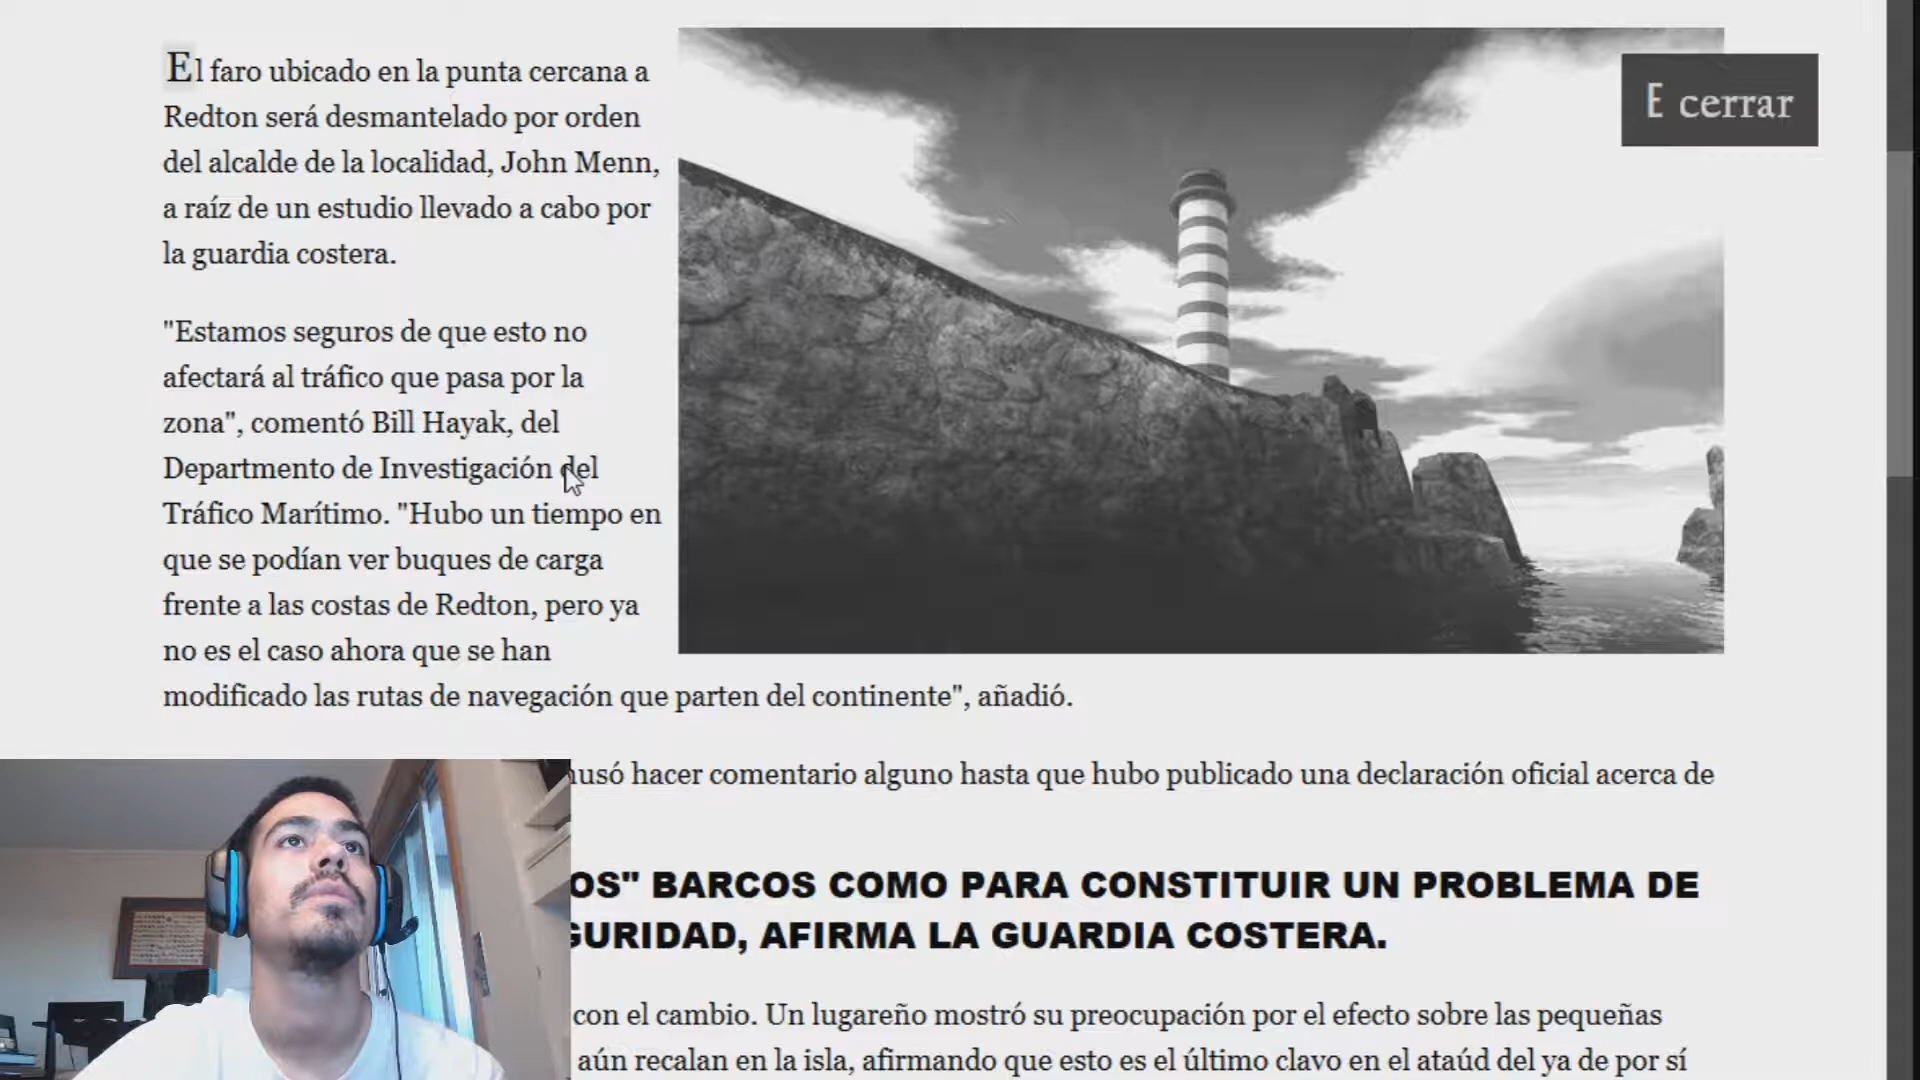 El faro ubicado en la punta cercana a
Redton será desmantelado por orden
del alcalde de la localidad, John Menn,
a raíz de un estudio llevado a cabo por
la guardia costera.
"Estamos seguros de que esto no
afectará al tráfico que pasa por la
zona", comentó Bill Hayak, del
Departmento de Investigación del
Tráfico Marítimo. "Hubo un tiempo en
que se podían ver buques de carga
frente a las costas de Redton, pero ya
no es el caso ahora que se han
modificado las rutas de navegación que parten del continente", añadió.
E cerrar
hacer comentario alguno hasta que hubo publicado una declaración oficial acerca de
BARCOS COMO PARA CONSTITUIR UN PROBLEMA DE
AFIRMA LA GUARDIA COSTERA.
con el cambio. Un lugareño mostró su preocupación por el efecto sobre las pequeñas
aún recalan en la isla, afirmando que esto es el último clavo en el ataúd del ya de por sí